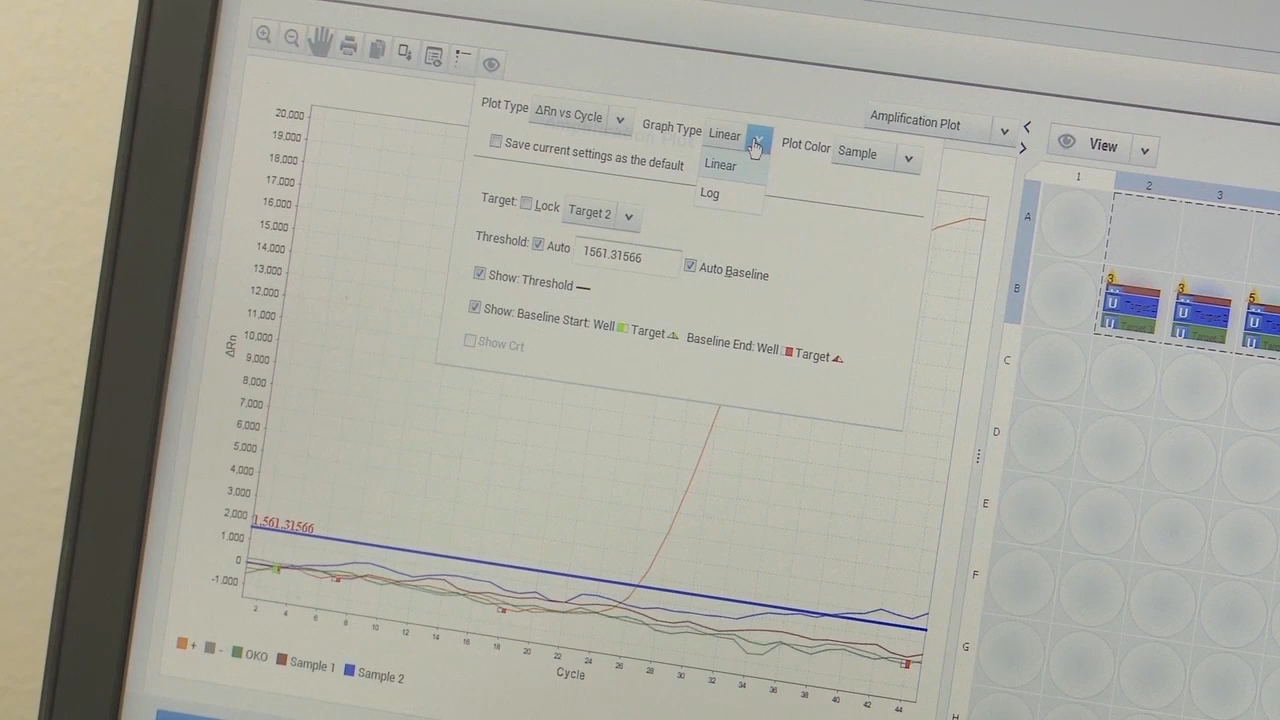 Plot Type ΔRn vs Cycle Graph Type Linear Plot Color Sample
Amplification Plot
View
Save current settings as the default
Linear
Log
Target: Lock Target 2
Threshold: Auto 1561.31566 Auto Baseline
Show: Threshold
Show: Baseline Start: Well Target Baseline End: Well Target
Show Crt
20,000
19,000
18,000
17,000
16,000
15,000
14,000
13,000
12,000
11,000
10,000
9,000
8,000
7,000
6,000
5,000
4,000
3,000
2,000
1,000
0
-1,000
ΔRn
1,561.31566
2 4 6 8 10 12 14 16 18 20 22 24 26 28 30 32 34 36 38 40 42 44
Cycle
+ - OKO Sample 1 Sample 2
1 2 3
A
B
C
D
E
F
G
H
3 3 5
U U U
U U U